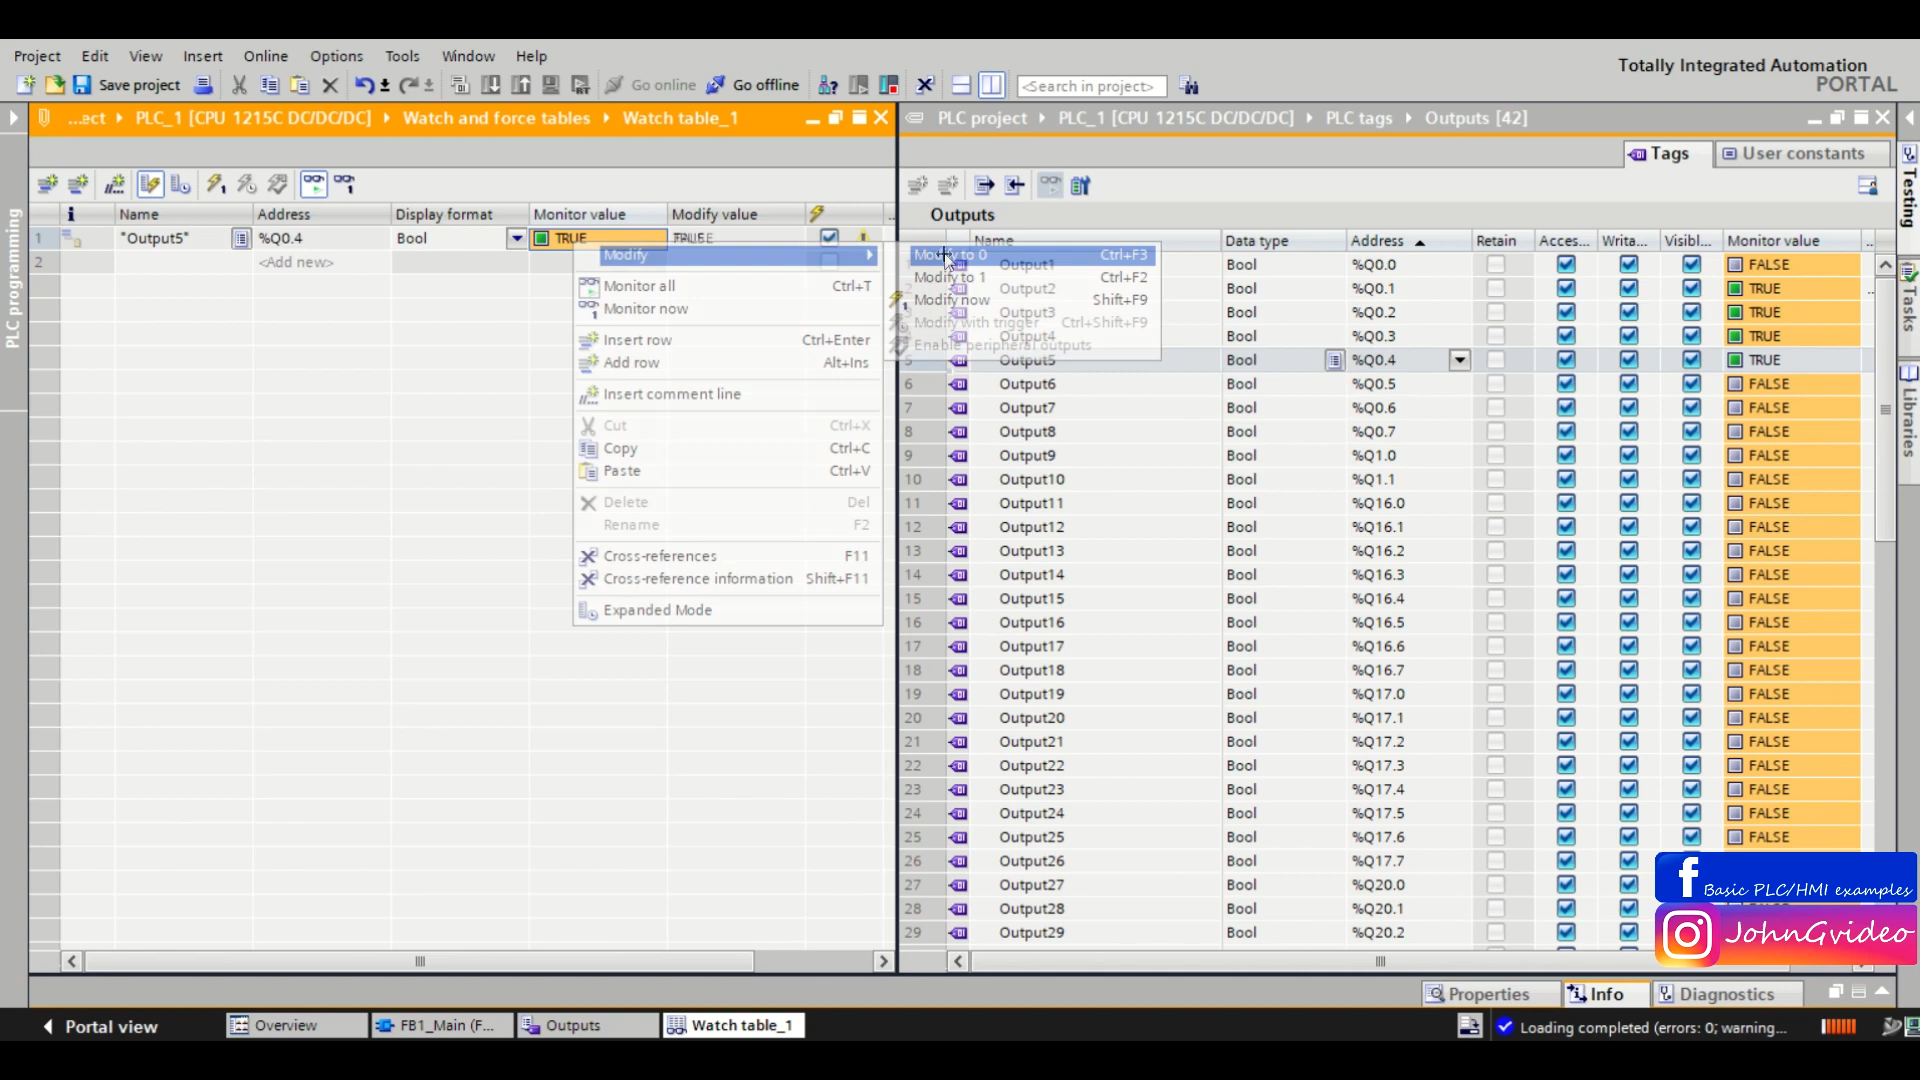 Project Edit View Insert Online Options Tools Window Help
Totally Integrated Automation
PORTAL
Save project Go online Go offline <Search in project>
...ect PLC_1 [CPU 1215C DC/DC/DC] Watch and force tables Watch table_1
PLC project PLC_1 [CPU 1215C DC/DC/DC] PLC tags Outputs [42]
Tags User constants
PLC programming
Testing
Tasks
Libraries
i Name Address Display format Monitor value Modify value ...
1 "Output5" %Q0.4 Bool TRUE
2 <Add new>
Modify
Monitor all Ctrl+T
Monitor now
Insert row Ctrl+Enter
Add row Alt+Ins
Insert comment line
Cut Ctrl+X
Copy Ctrl+C
Paste Ctrl+V
Delete Del
Rename F2
Cross-references F11
Cross-reference information Shift+F11
Expanded Mode
Modify to 0 Ctrl+F3
Modify to 1 Ctrl+F2
Modify now Shift+F9
Modify with trigger Ctrl+Shift+F9
Enable peripheral outputs
Outputs
Name Data type Address Retain Acces... Writa... Visibl... Monitor value ...
Output1 Bool %Q0.0 FALSE
Output2 Bool %Q0.1 TRUE ...
Output3 Bool %Q0.2 TRUE
Output4 Bool %Q0.3 TRUE
5 Output5 Bool %Q0.4 TRUE
6 Output6 Bool %Q0.5 FALSE
7 Output7 Bool %Q0.6 FALSE
8 Output8 Bool %Q0.7 FALSE
9 Output9 Bool %Q1.0 FALSE
10 Output10 Bool %Q1.1 FALSE
11 Output11 Bool %Q16.0 FALSE
12 Output12 Bool %Q16.1 FALSE
13 Output13 Bool %Q16.2 FALSE
14 Output14 Bool %Q16.3 FALSE
15 Output15 Bool %Q16.4 FALSE
16 Output16 Bool %Q16.5 FALSE
17 Output17 Bool %Q16.6 FALSE
18 Output18 Bool %Q16.7 FALSE
19 Output19 Bool %Q17.0 FALSE
20 Output20 Bool %Q17.1 FALSE
21 Output21 Bool %Q17.2 FALSE
22 Output22 Bool %Q17.3 FALSE
23 Output23 Bool %Q17.4 FALSE
24 Output24 Bool %Q17.5 FALSE
25 Output25 Bool %Q17.6 FALSE
26 Output26 Bool %Q17.7
27 Output27 Bool %Q20.0
28 Output28 Bool %Q20.1
29 Output29 Bool %Q20.2
f Basic PLC/HMI examples
JohnGvideo
Properties Info Diagnostics
Portal view Overview FB1_Main (F... Outputs Watch table_1 Loading completed (errors: 0; warning...